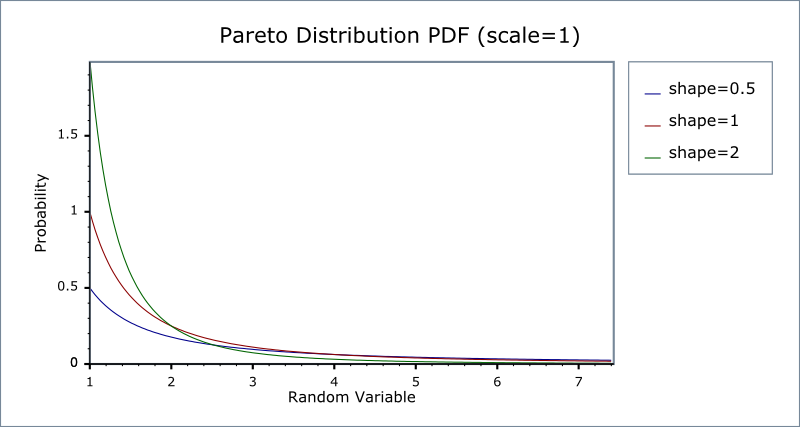 Pareto Distribution PDF (scale=1)
shape=0.5
shape=1
shape=2
Probability
1.5
1
0.5
0
1 2 3 4 5 6 7
Random Variable